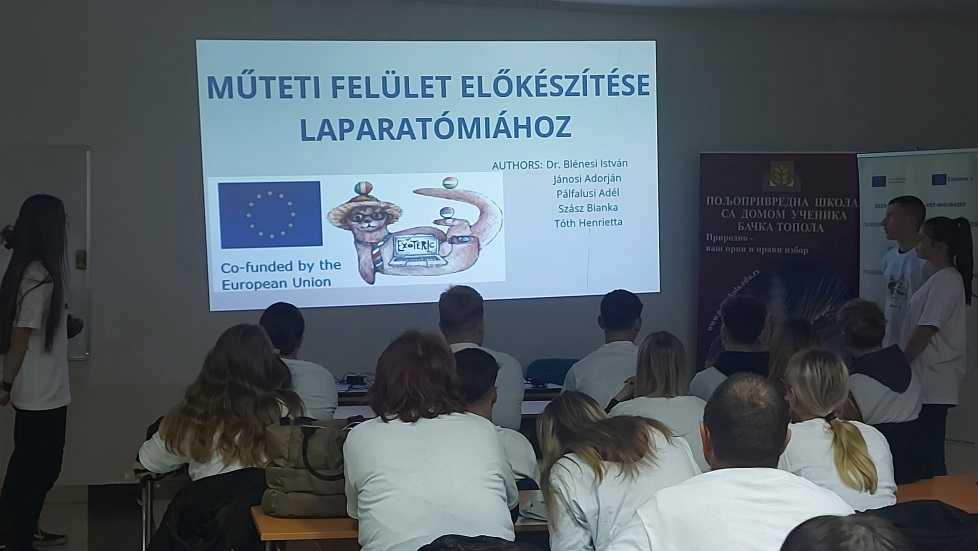 MŰTETI FELÜLET ELŐKÉSZÍTÉSE
LAPARATÓMIÁHOZ
AUTHORS: Dr. Blénesi István
Jánosi Adorján
Pálfalusi Adél
Szász Bianka
Tóth Henrietta
EXOTERIC
Co-funded by the
European Union
ПОЉОПРИВРЕДНА ШКОЛА
СА ДОМОМ УЧЕНИКА
БАЧКА ТОПОЛА
Природно -
ваш први и прави избор
Erasmus +